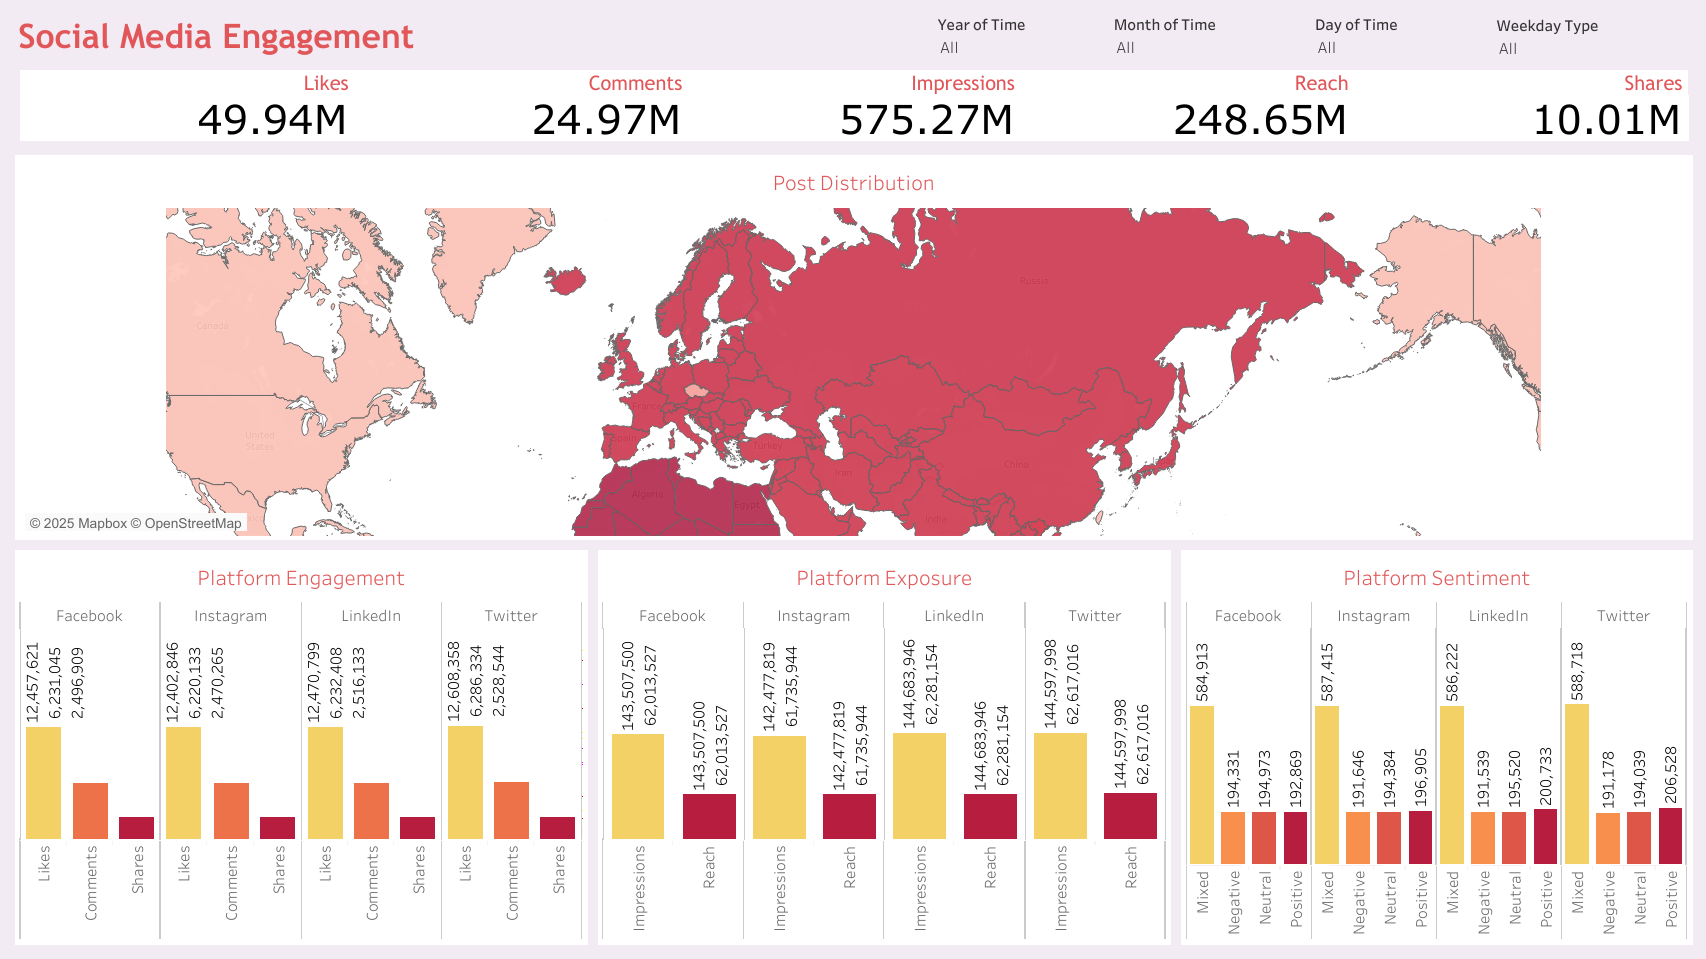 Social Media Engagement
Year of Time
All
Month of Time
All
Day of Time
All
Weekday Type
All
Likes
49.94M
Comments
24.97M
Impressions
575.27M
Reach
248.65M
Shares
10.01M
Post Distribution
Canada
United
States
Russia
France
Spain
Turkey
Iran
China
India
Algeria
Egypt
© 2025 Mapbox © OpenStreetMap
Platform Engagement
Facebook
Instagram
LinkedIn
Twitter
12,457,621
6,231,045
2,496,909
12,402,846
6,220,133
2,470,265
12,470,799
6,232,408
2,516,133
12,608,358
6,286,334
2,528,544
Likes
Comments
Shares
Likes
Comments
Shares
Likes
Comments
Shares
Likes
Comments
Shares
Platform Exposure
Facebook
Instagram
LinkedIn
Twitter
143,507,500
62,013,527
143,507,500
62,013,527
142,477,819
61,735,944
142,477,819
61,735,944
144,683,946
62,281,154
144,683,946
62,281,154
144,597,998
62,617,016
144,597,998
62,617,016
Impressions
Reach
Impressions
Reach
Impressions
Reach
Impressions
Reach
Platform Sentiment
Facebook
Instagram
LinkedIn
Twitter
584,913
194,331
194,973
192,869
587,415
191,646
194,384
196,905
586,222
191,539
195,520
200,733
588,718
191,178
194,039
206,528
Mixed
Negative
Neutral
Positive
Mixed
Negative
Neutral
Positive
Mixed
Negative
Neutral
Positive
Mixed
Negative
Neutral
Positive